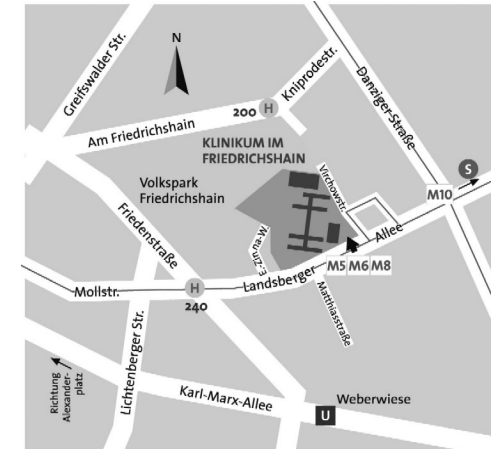 Greifswalder Str.
N
Kniprodestr.
Danziger-Straße
200 H
Am Friedrichshain
KLINIKUM IM
FRIEDRICHSHAIN
Volkspark
Friedrichshain
Virchowstr.
S
M10
Friedenstraße
Allee
M5 M6 M8
Landsberger
Mollstr.
H
240
Matthiasstraße
Lichtenberger Str.
Richtung
Alexander-
platz
Karl-Marx-Allee
Weberwiese
U